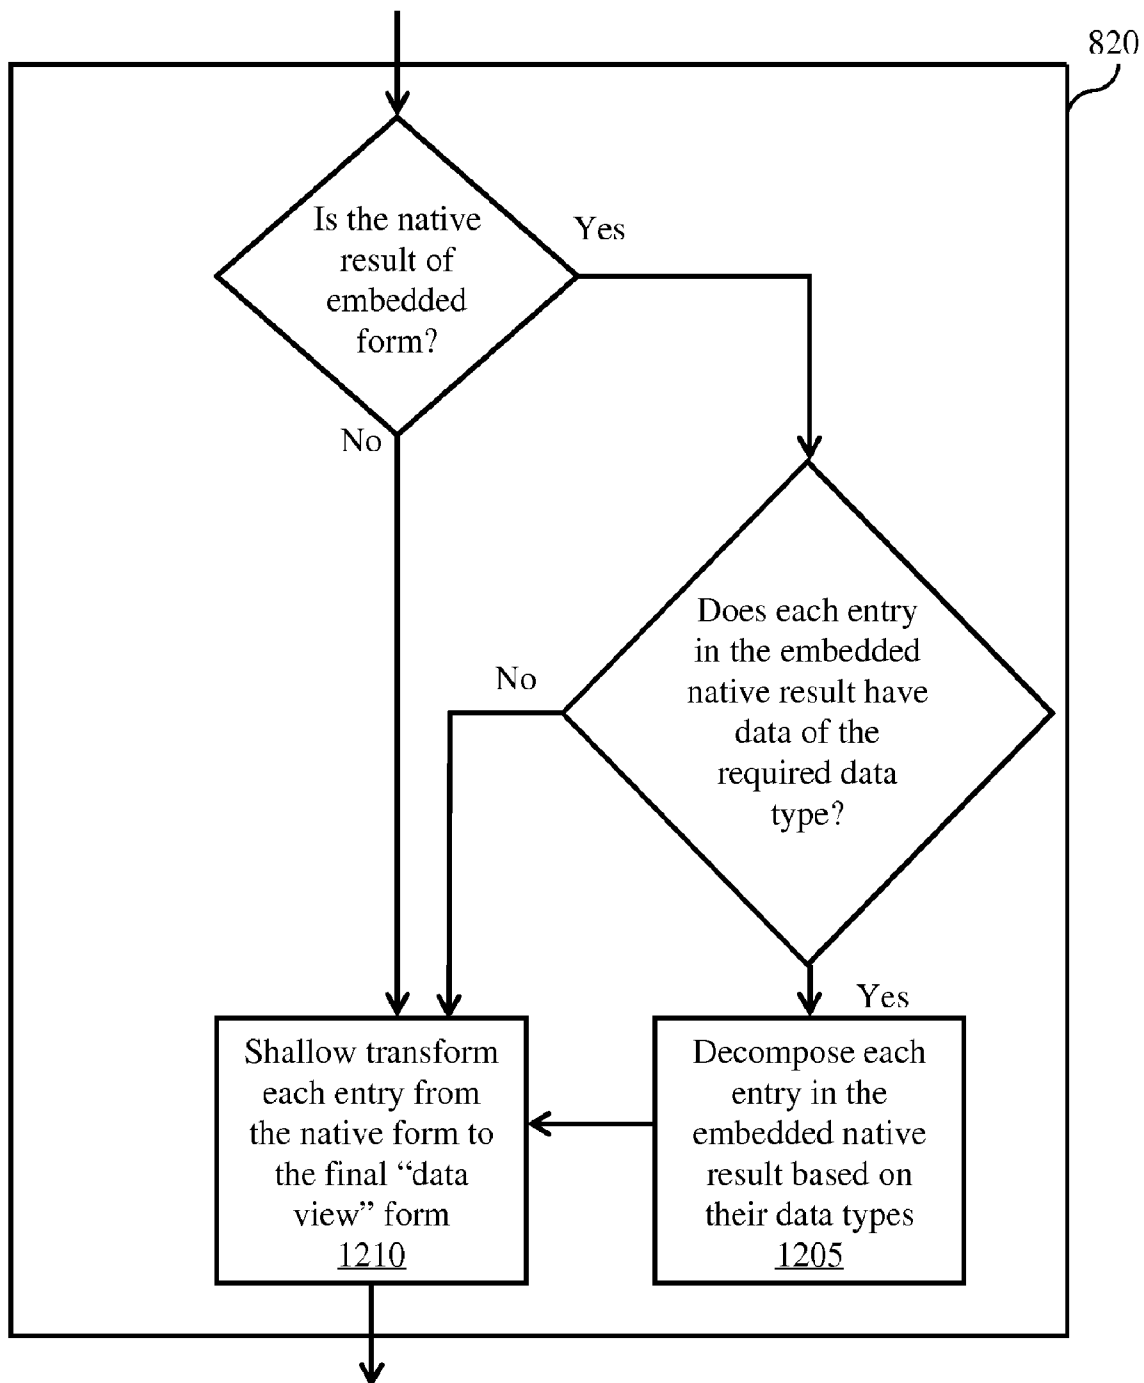 820
Is the native
result of
embedded
form?
Yes
No
Does each entry
in the embedded
native result have
data of the
required data
type?
No
Yes
Shallow transform
each entry from
the native form to
the final “data
view” form
1210
Decompose each
entry in the
embedded native
result based on
their data types
1205